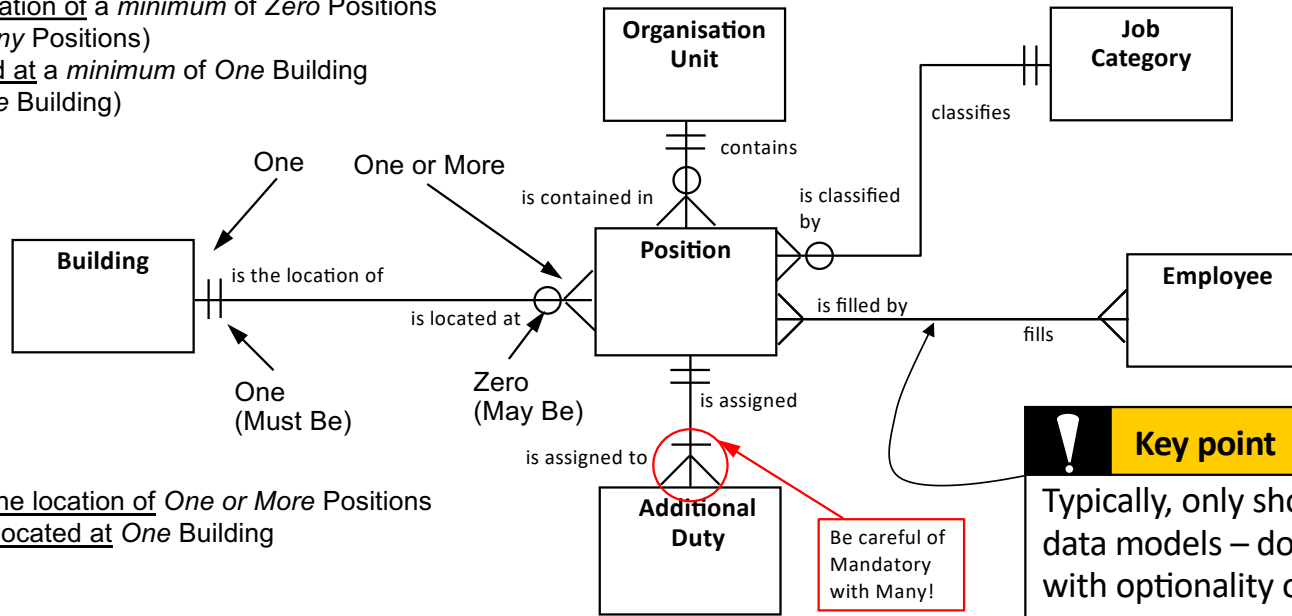 ation of a minimum of Zero Positions
ny Positions)
d at a minimum of One Building
e Building)
Organisation
Unit
Job
Category
contains
classifies
One
One or More
is contained in
is classified
by
Building
is the location of
is located at
Position
is filled by
fills
Employee
One
(Must Be)
Zero
(May Be)
is assigned
is assigned to
Additional
Duty
Be careful of
Mandatory
with Many!
! Key point
Typically, only sho
data models – do
with optionality o
he location of One or More Positions
located at One Building